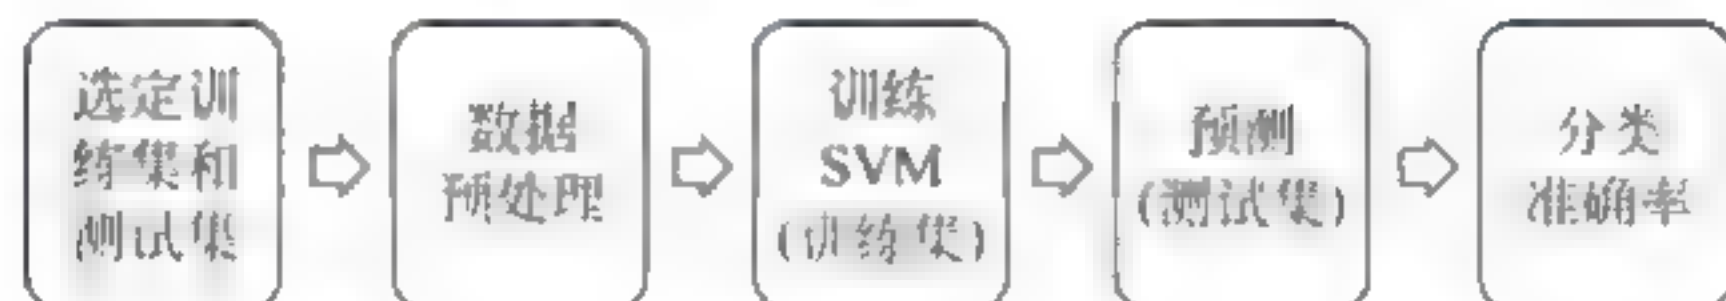 选定训
练集和
测试集
数据
预处理
训练
SVM
(训练集)
预测
(测试集)
分类
准确率